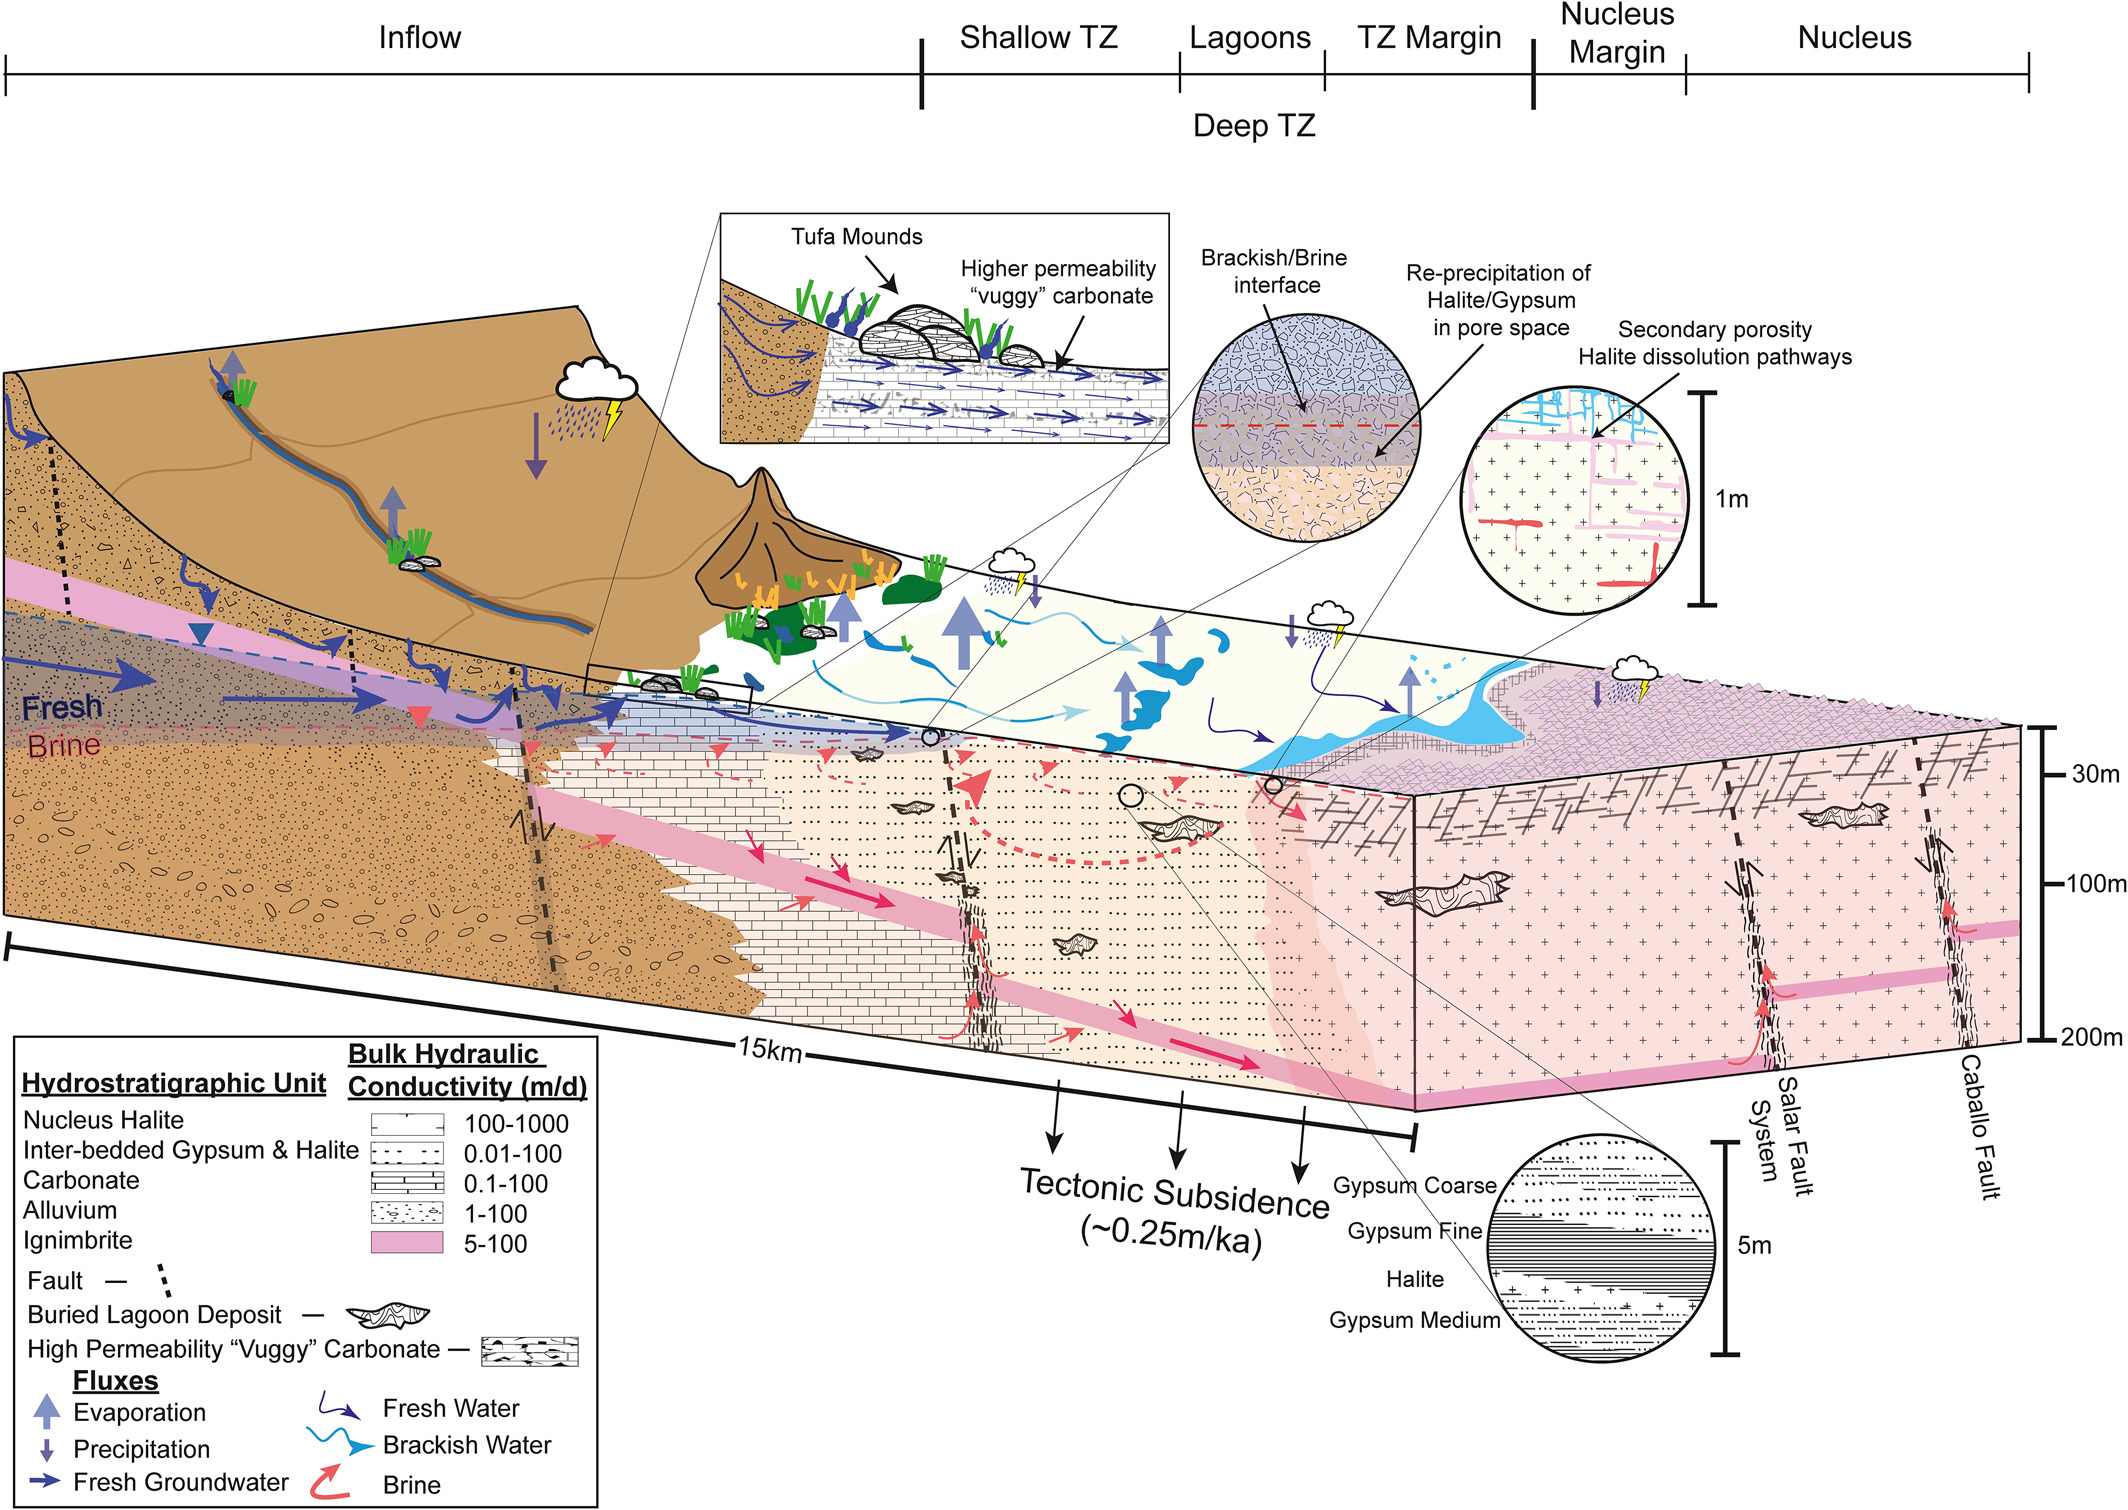 Inflow
Shallow TZ
Lagoons
TZ Margin
Nucleus
Margin
Nucleus
Deep TZ
Tufa Mounds
Higher permeability
“vuggy” carbonate
Brackish/Brine
interface
Re-precipitation of
Halite/Gypsum
in pore space
Secondary porosity
Halite dissolution pathways
1m
Fresh
Brine
30m
100m
200m
15km
Tectonic Subsidence
(~0.25m/ka)
Salar Fault
System
Caballo Fault
Gypsum Coarse
Gypsum Fine
Halite
Gypsum Medium
5m
Hydrostratigraphic Unit
Bulk Hydraulic
Conductivity (m/d)
Nucleus Halite 100-1000
Inter-bedded Gypsum & Halite 0.01-100
Carbonate 0.1-100
Alluvium 1-100
Ignimbrite 5-100
Fault —
Buried Lagoon Deposit —
High Permeability “Vuggy” Carbonate —
Fluxes
Evaporation
Precipitation
Fresh Groundwater
Fresh Water
Brackish Water
Brine